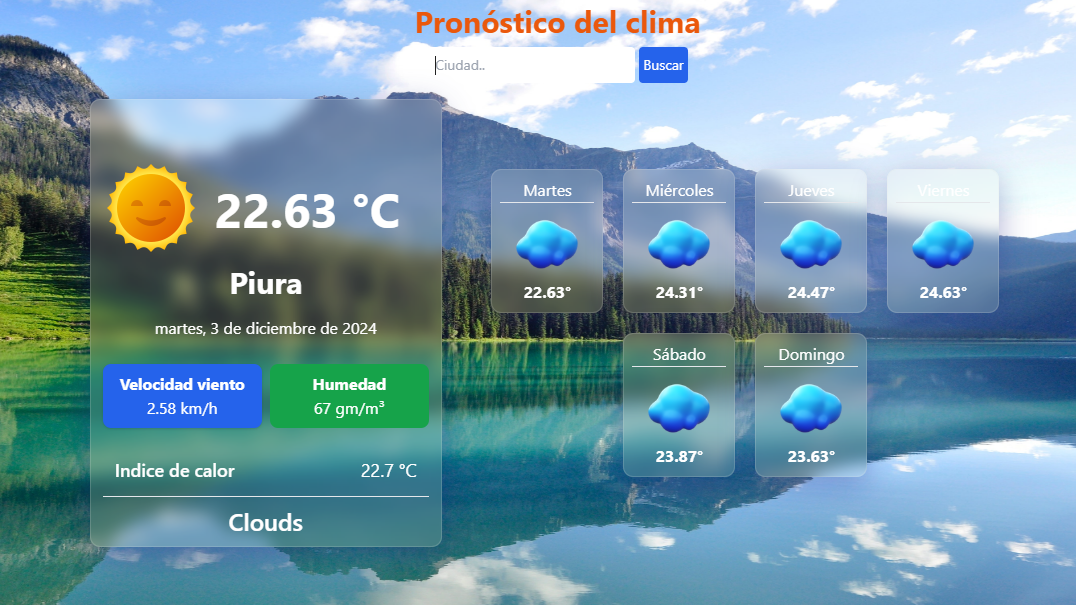 Pronóstico del clima
Ciudad.. Buscar
22.63 °C
Piura
martes, 3 de diciembre de 2024
Velocidad viento
2.58 km/h
Humedad
67 gm/m³
Indice de calor 22.7 °C
Clouds
Martes
22.63°
Miércoles
24.31°
Jueves
24.47°
Viernes
24.63°
Sábado
23.87°
Domingo
23.63°